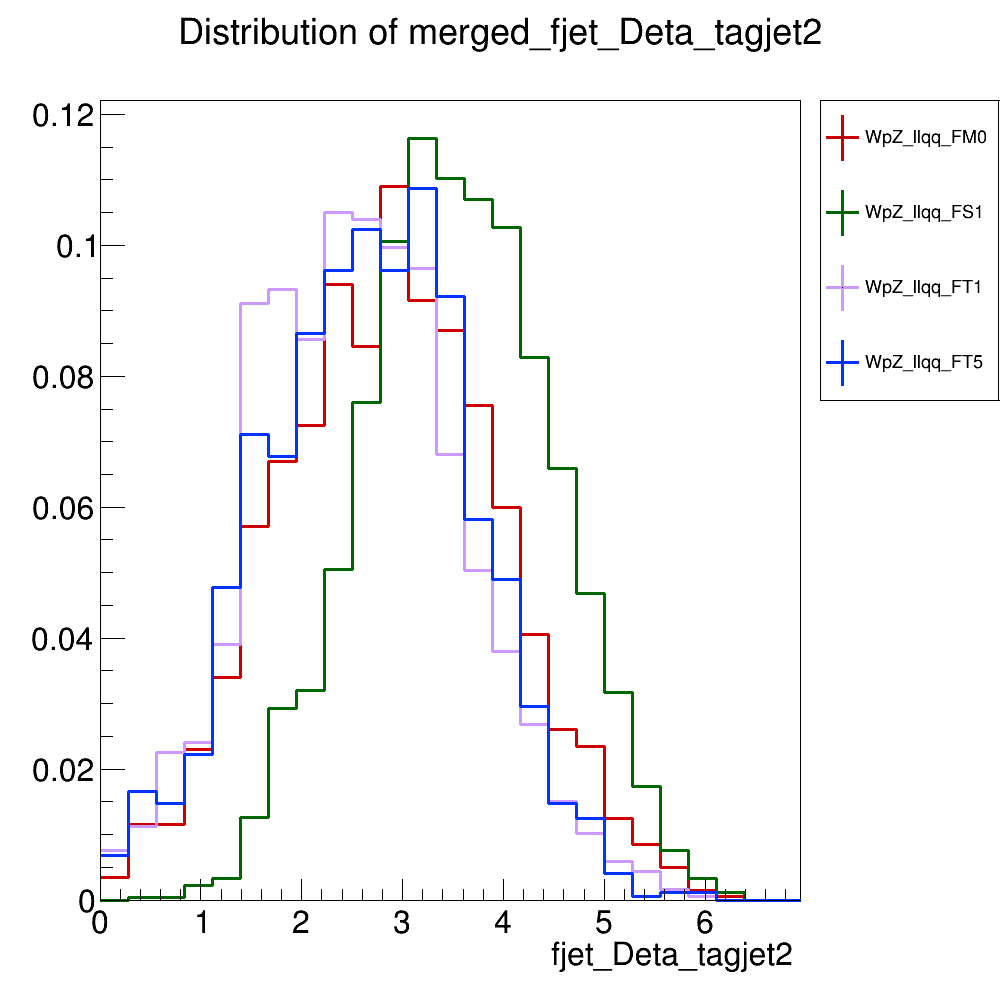 Distribution of merged_fjet_Deta_tagjet2
0.12
0.1
0.08
0.06
0.04
0.02
0
0 1 2 3 4 5 6
fjet_Deta_tagjet2
WpZ_llqq_FM0
WpZ_llqq_FS1
WpZ_llqq_FT1
WpZ_llqq_FT5